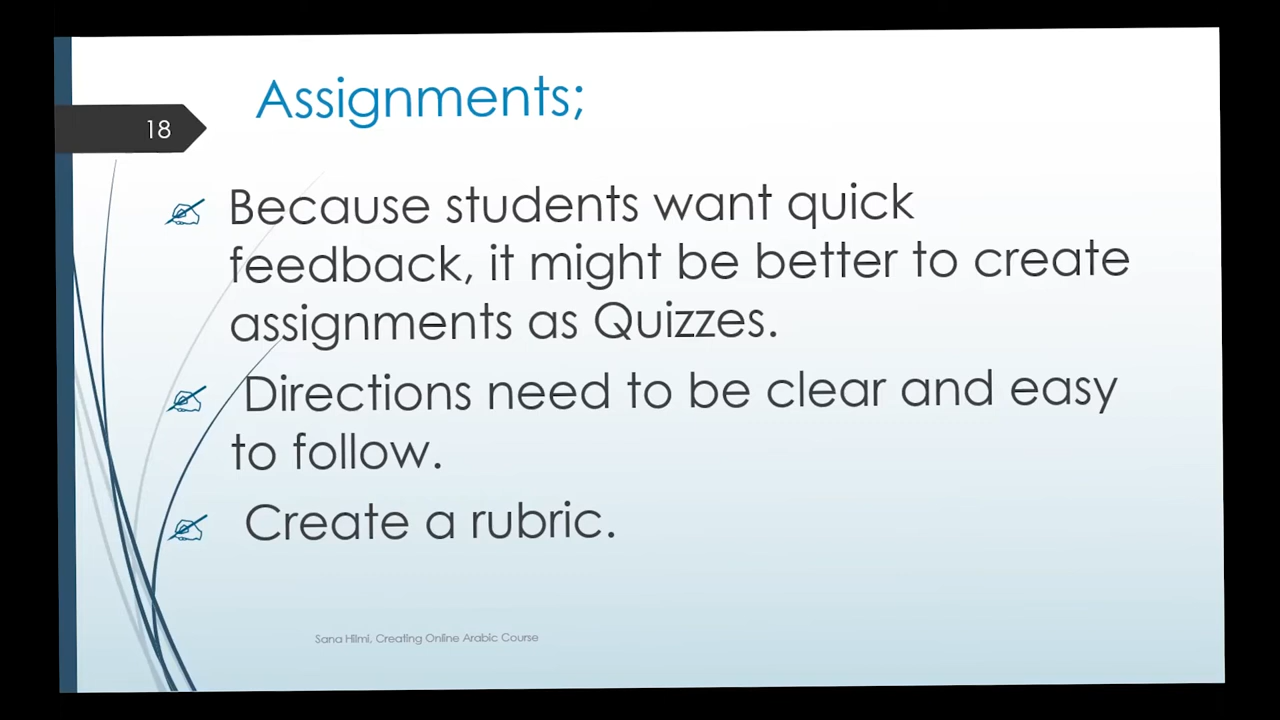 Assignments;
18
Because students want quick
feedback, it might be better to create
assignments as Quizzes.
Directions need to be clear and easy
to follow.
Create a rubric.
Sana Hilmi, Creating Online Arabic Course